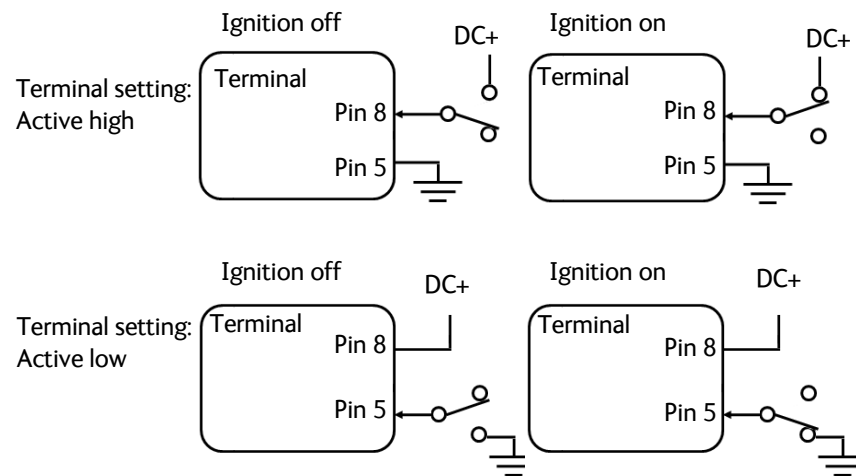 Ignition off
Ignition on
DC+
DC+
Terminal setting:
Active high
Terminal
Pin 8
Pin 5
Terminal
Pin 8
Pin 5
Ignition off
Ignition on
DC+
DC+
Terminal setting:
Active low
Terminal
Pin 8
Pin 5
Terminal
Pin 8
Pin 5